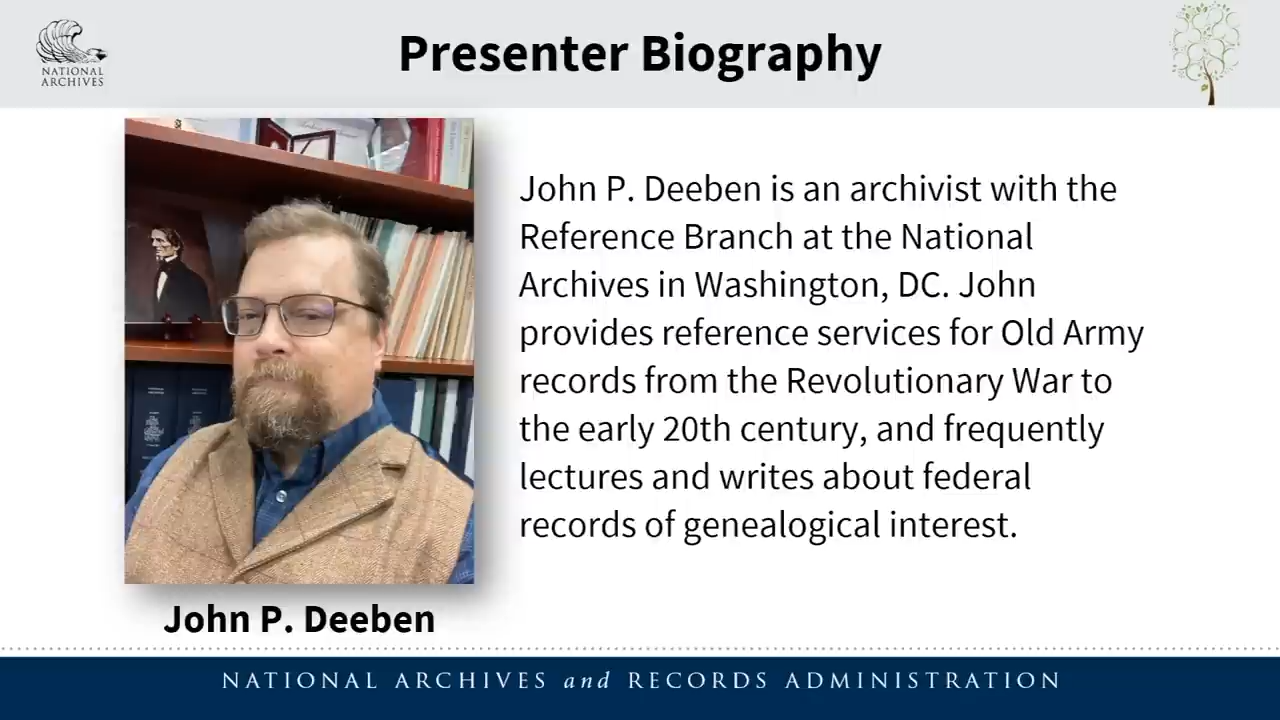 Presenter Biography
NATIONAL
ARCHIVES
John P. Deeben is an archivist with the
Reference Branch at the National
Archives in Washington, DC. John
provides reference services for Old Army
records from the Revolutionary War to
the early 20th century, and frequently
lectures and writes about federal
records of genealogical interest.
John P. Deeben
NATIONAL ARCHIVES and RECORDS ADMINISTRATION